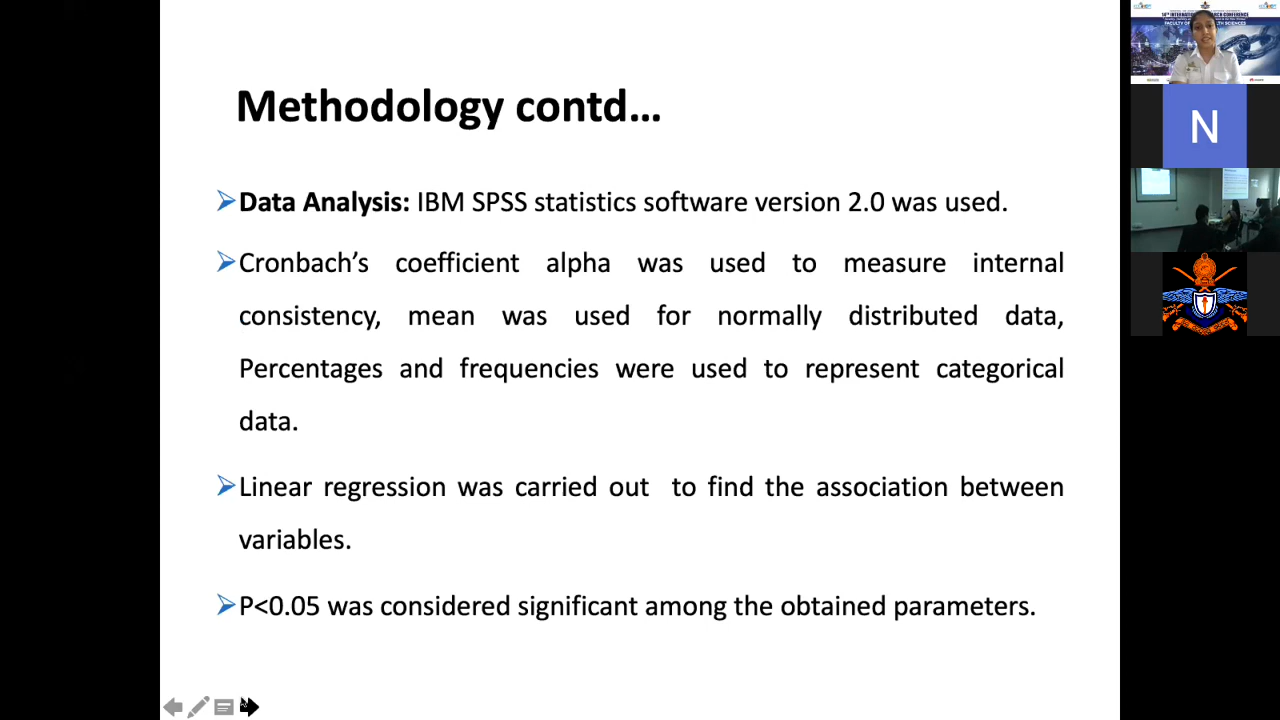 Methodology contd...
Data Analysis: IBM SPSS statistics software version 2.0 was used.
Cronbach's coefficient alpha was used to measure internal
consistency, mean was used for normally distributed data,
Percentages and frequencies were used to represent categorical
data.
Linear regression was carried out to find the association between
variables.
P<0.05 was considered significant among the obtained parameters.
N